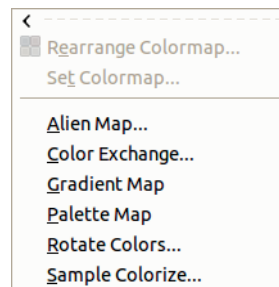 Rearrange Colormap...
Set Colormap...
Alien Map...
Color Exchange...
Gradient Map
Palette Map
Rotate Colors...
Sample Colorize...